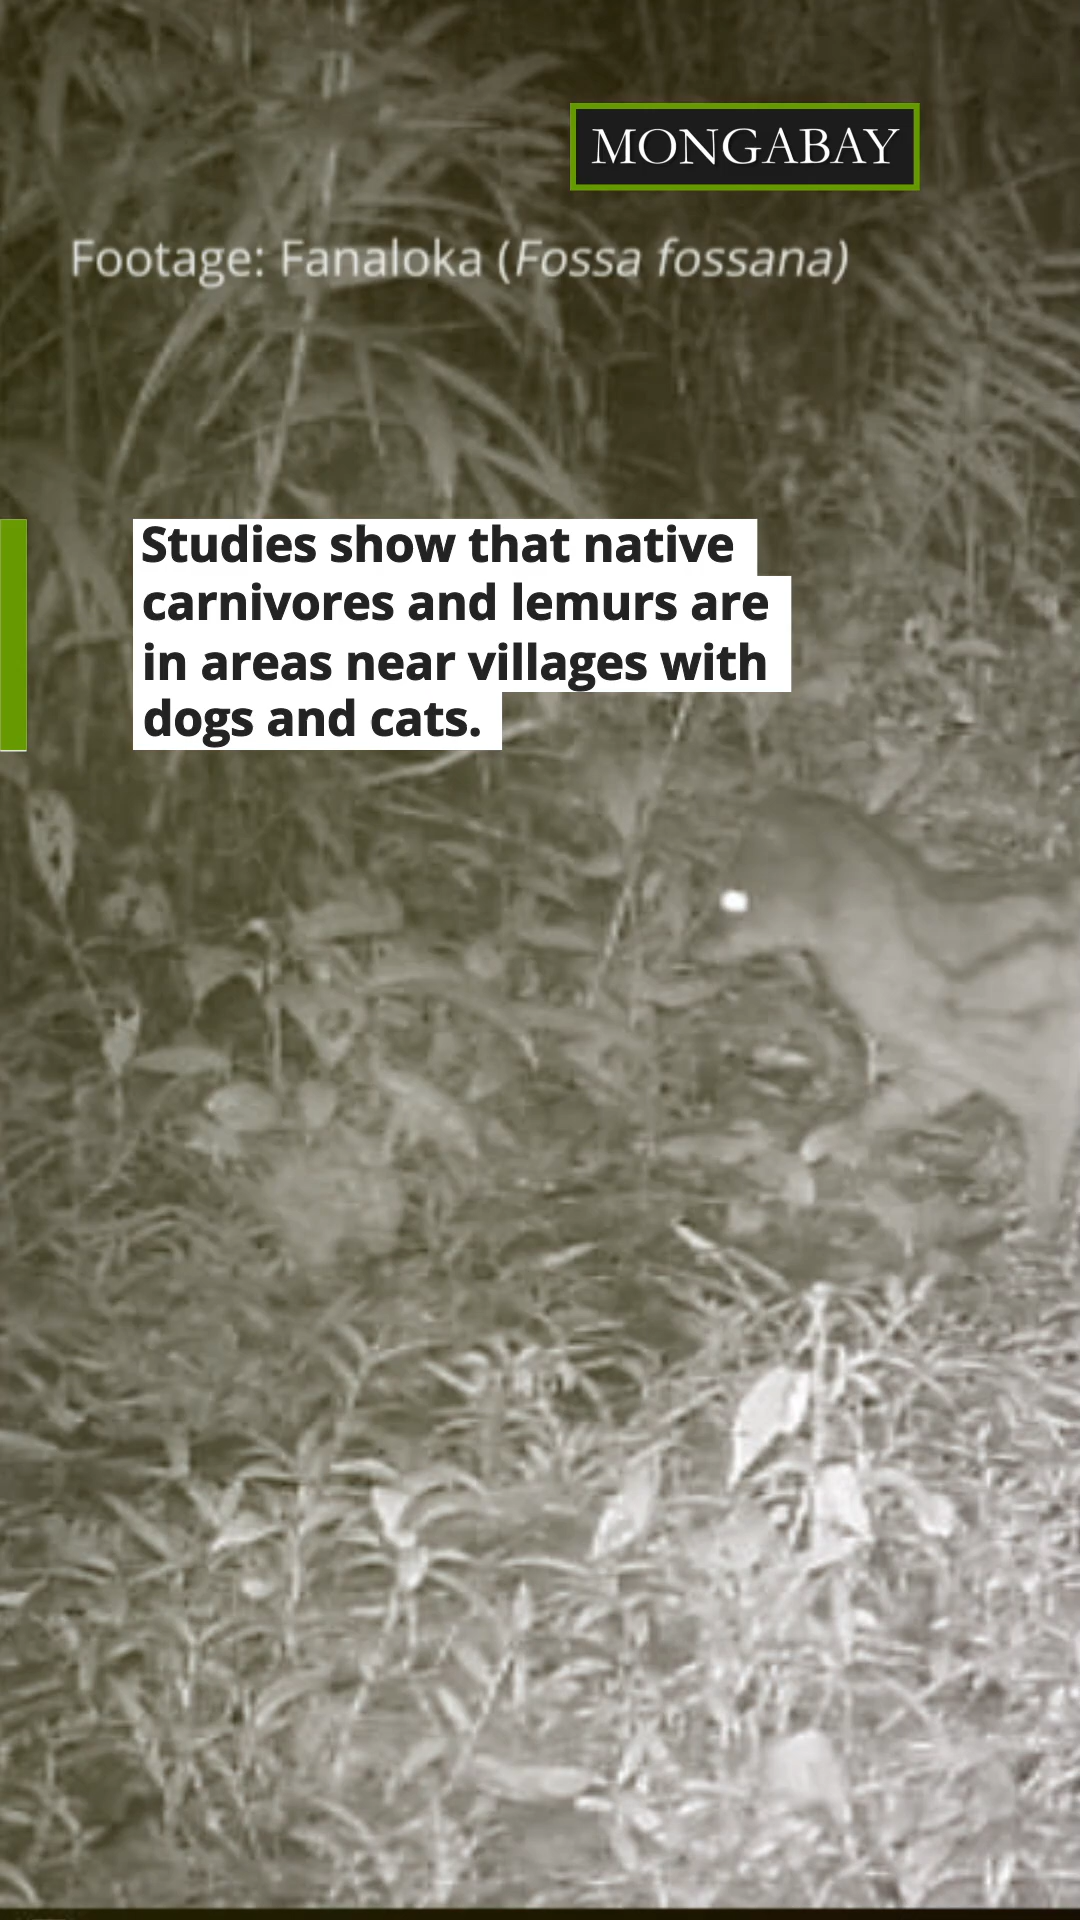 MONGABAY
Footage: Fanaloka (Fossa fossana)
Studies show that native
carnivores and lemurs are
in areas near villages with
dogs and cats.